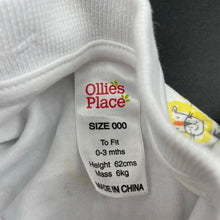 Ollies
Place
SIZE 000
To Fit
0-3 mths
Height 62cms
Mass 6kg
MADE IN CHINA